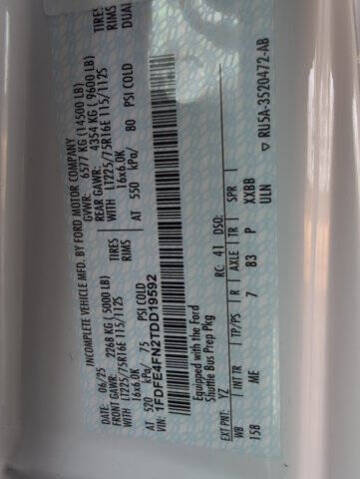 INCOMPLETE VEHICLE MFD. BY FORD MOTOR COMPANY
DATE: 06/25 GVWR: 6577 KG (14500 LB)
FRONT GAWR: 2268 KG (5000 LB) REAR GAWR: 4354 KG (9600 LB)
WITH LT225/75R16E 115/112S TIRES WITH LT225/75R16E 115/112S TIRES
16x6.0K RIMS 16x6.0K RIMS
AT 520 kPa/ 75 PSI COLD AT 550 kPa/ 80 PSI COLD DUAL
VIN: 1FDFE4FN2TDD19592
Equipped with the Ford
Shuttle Bus Prep Pkg
EXT PNT: YZ RC: 41 DSO:
WB INT TR TP/PS R AXLE TR SPR
158 ME 7 83 P XXBB
ULN
RU5A-3520472-AB